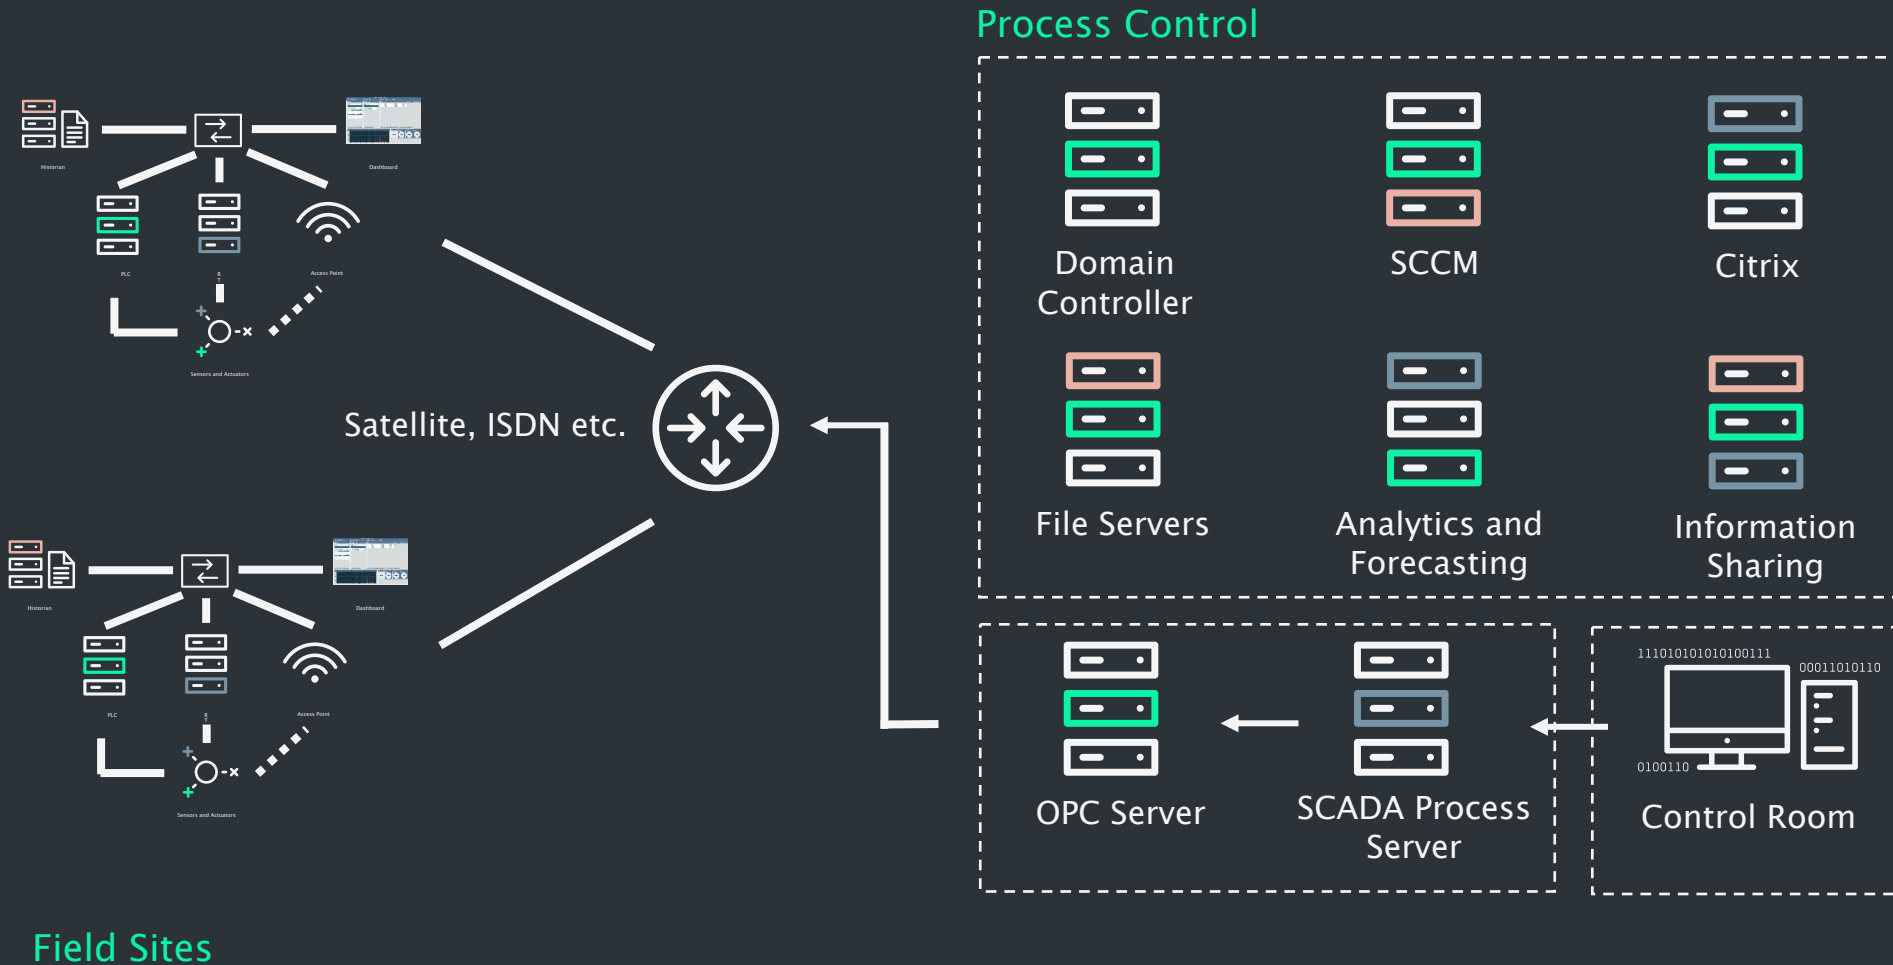 Process Control
Historian
Dashboard
PLC
R
T
Access Point
Sensors and Actuators
Domain
Controller
SCCM
Citrix
Satellite, ISDN etc.
File Servers
Analytics and
Forecasting
Information
Sharing
Historian
Dashboard
PLC
R
T
Access Point
Sensors and Actuators
OPC Server
SCADA Process
Server
111010101010100111
00011010110
0100110
Control Room
Field Sites